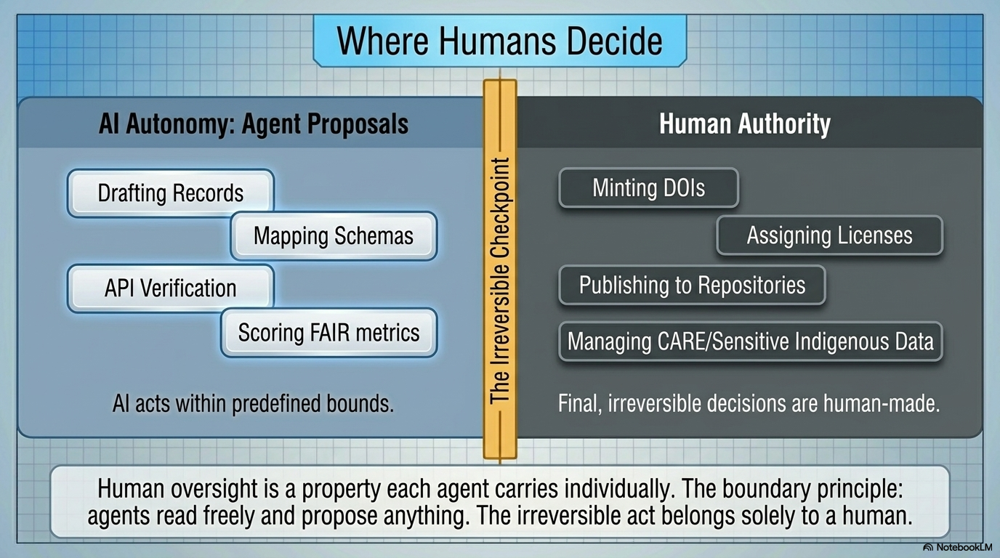 Where Humans Decide
AI Autonomy: Agent Proposals
Drafting Records
Mapping Schemas
API Verification
Scoring FAIR metrics
AI acts within predefined bounds.
The Irreversible Checkpoint
Human Authority
Minting DOIs
Assigning Licenses
Publishing to Repositories
Managing CARE/Sensitive Indigenous Data
Final, irreversible decisions are human-made.
Human oversight is a property each agent carries individually. The boundary principle:
agents read freely and propose anything. The irreversible act belongs solely to a human.
NotebookLM